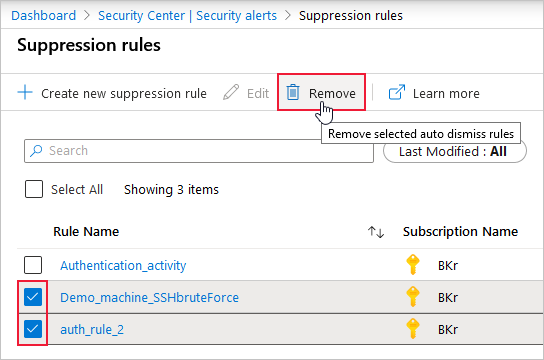 Dashboard > Security Center | Security alerts > Suppression rules
Suppression rules
Create new suppression rule Edit Remove Learn more
Remove selected auto dismiss rules
Search Last Modified : All
Select All Showing 3 items
Rule Name Subscription Name
Authentication_activity BKr
Demo_machine_SSHbruteForce BKr
auth_rule_2 BKr